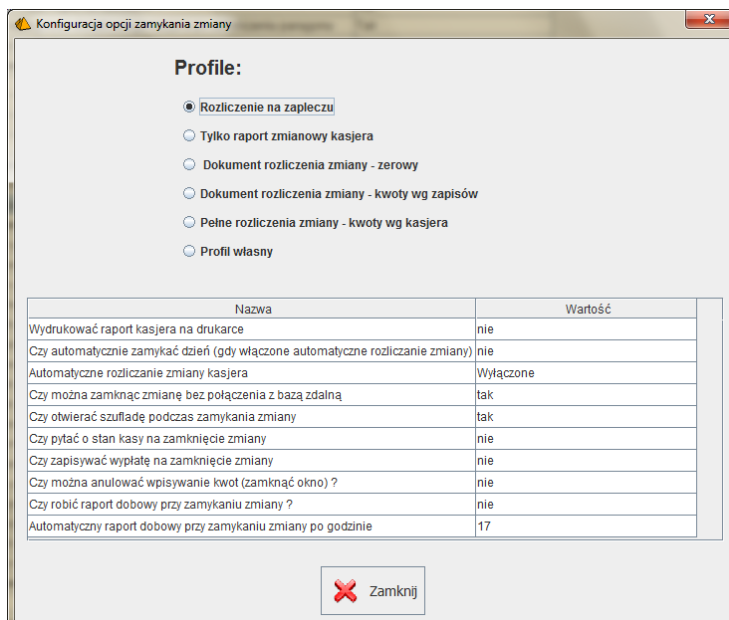 Konfiguracja opcji zamykania zmiany
Profile:
Rozliczenie na zapleczu
Tylko raport zmianowy kasjera
Dokument rozliczenia zmiany - zerowy
Dokument rozliczenia zmiany - kwoty wg zapisów
Pełne rozliczenia zmiany - kwoty wg kasjera
Profil własny
Nazwa Wartość
Wydrukować raport kasjera na drukarce nie
Czy automatycznie zamykać dzień (gdy włączone automatyczne rozliczanie zmiany) nie
Automatyczne rozliczanie zmiany kasjera Wyłączone
Czy można zamknąc zmianę bez połączenia z bazą zdalną tak
Czy otwierać szufladę podczas zamykania zmiany tak
Czy pytać o stan kasy na zamknięcie zmiany nie
Czy zapisywać wypłatę na zamknięcie zmiany nie
Czy można anulować wpisywanie kwot (zamknąć okno) ? nie
Czy robić raport dobowy przy zamykaniu zmiany ? nie
Automatyczny raport dobowy przy zamykaniu zmiany po godzinie 17
Zamknij